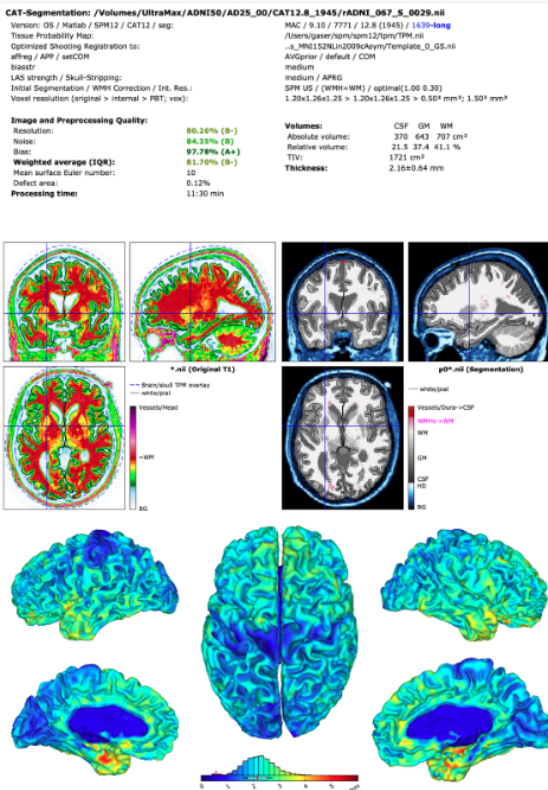 CAT-Segmentation: /Volumes/UltraMax/ADNI50/AD25_00/CAT12.8_1945/rADNI_067_S_0029.nii
Version: OS / Matlab / SPM12 / CAT12 / seg: MAC / 9.10 / 7771 / 12.8 (1945) / 1639-long
Tissue Probability Map: /Users/gaser/spm/spm12/tpm/TPM.nii
Optimized Shooting Registration to: ..s_MNI152NLin2009cAsym/Template_0_GS.nii
affreg / APP / setCOM AVGprior / default / COM
biasstr medium
LAS strength / Skull-Stripping: medium / APRG
Initial Segmentation / WMH Correction / Int. Res.: SPM US / (WMH=WM) / optimal(1.00 0.30)
Voxel resolution (original > internal > PBT; vox): 1.20x1.26x1.25 > 1.20x1.26x1.25 > 0.50³ mm³; 1.50³ mm³
Image and Preprocessing Quality:
Resolution: 80.26% (B-)
Noise: 84.35% (B)
Bias: 97.78% (A+)
Weighted average (IQR): 81.70% (B-)
Mean surface Euler number: 10
Defect area: 0.12%
Processing time: 11:30 min
Volumes: CSF GM WM
Absolute volume: 370 643 707 cm³
Relative volume: 21.5 37.4 41.1 %
TIV: 1721 cm³
Thickness: 2.16±0.64 mm
*.nii (Original T1)
Brain/skull TPM overlay
white/pial
Vessels/Head
~WM
BG
p0*.nii (Segmentation)
white/pial
Vessels/Dura->CSF
WMHs->WM
WM
GM
CSF
HD
BG
0 1 2 3 4 5 mm